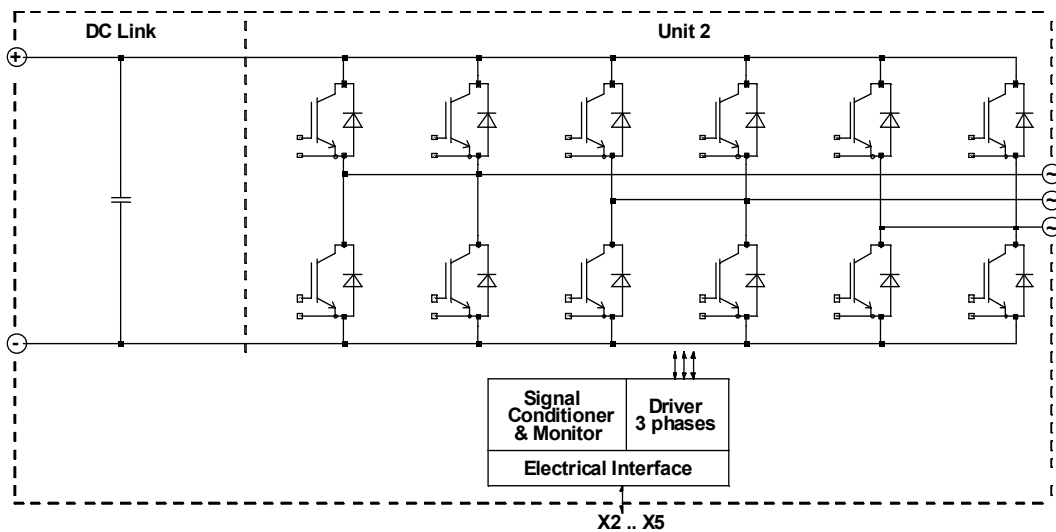 DC Link
Unit 2
+
~
~
~
-
Signal
Conditioner
& Monitor
Driver
3 phases
Electrical Interface
X2 .. X5